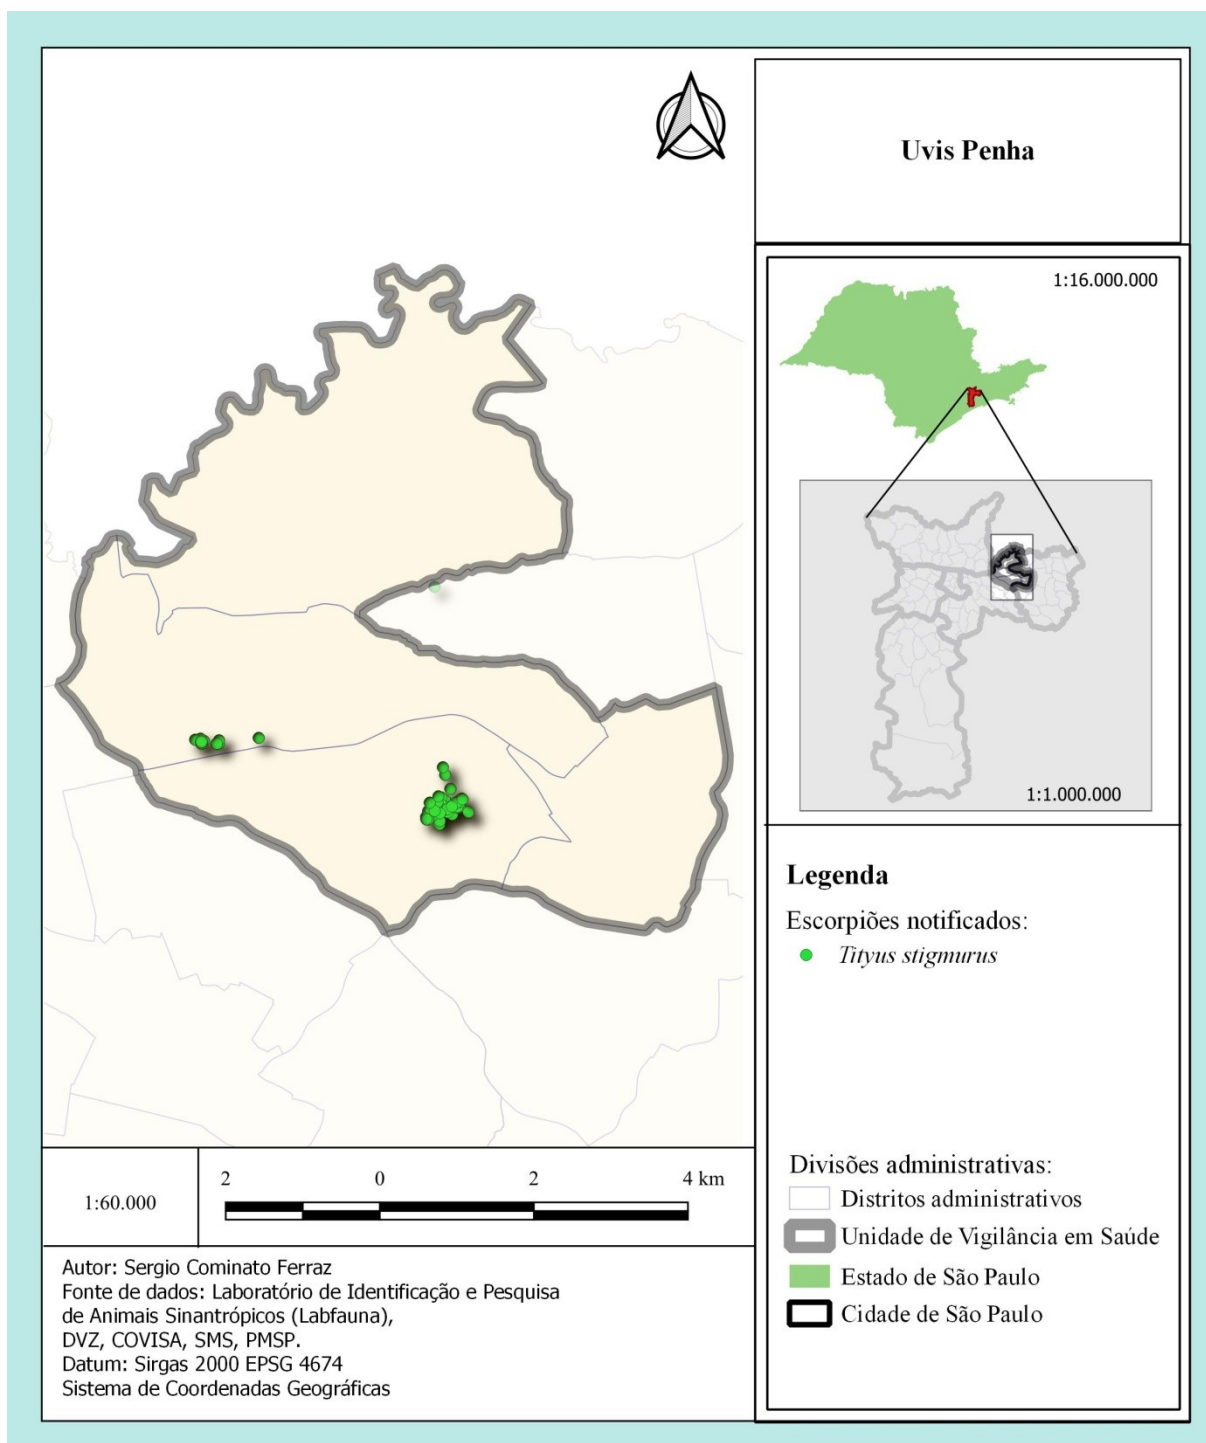 Uvis Penha
1:16.000.000
1:1.000.000
Legenda
Escorpiões notificados:
Tityus stigmurus
Divisões administrativas:
Distritos administrativos
Unidade de Vigilância em Saúde
Estado de São Paulo
Cidade de São Paulo
1:60.000
2 0 2 4 km
Autor: Sergio Cominato Ferraz
Fonte de dados: Laboratório de Identificação e Pesquisa
de Animais Sinantrópicos (Labfauna),
DVZ, COVISA, SMS, PMSP.
Datum: Sirgas 2000 EPSG 4674
Sistema de Coordenadas Geográficas